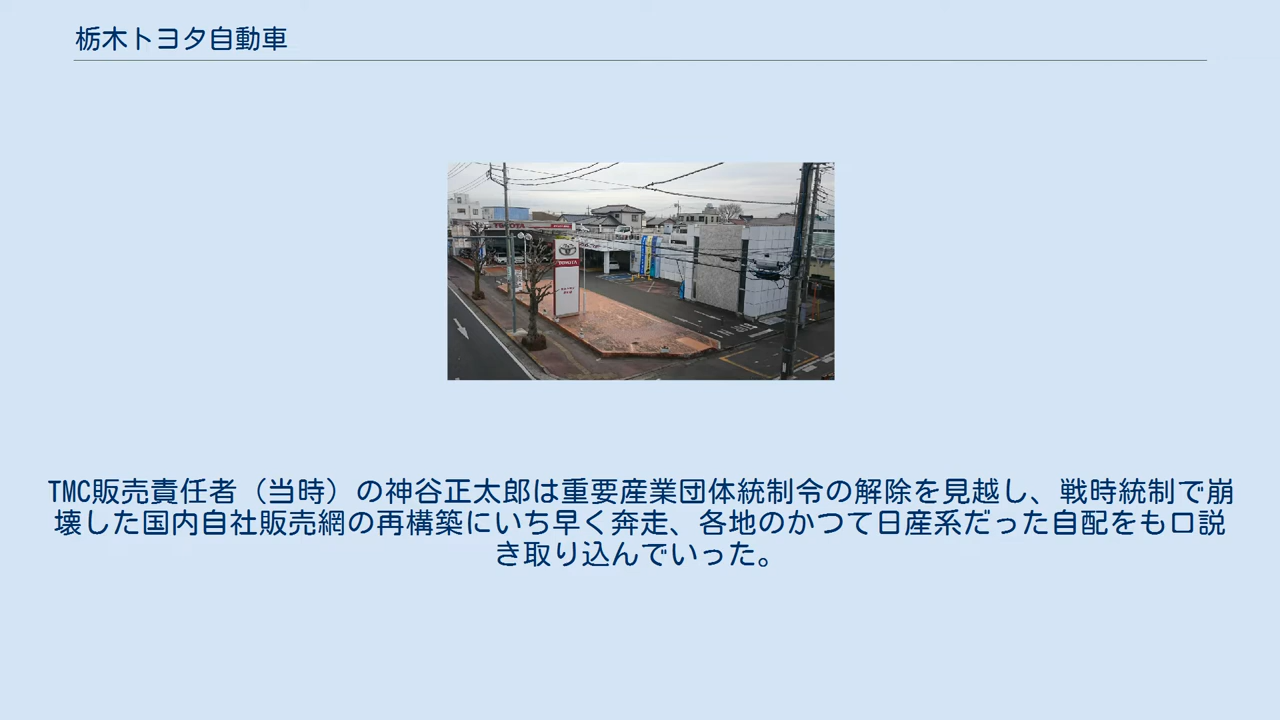 栃木トヨタ自動車
TOYOTA
TOYOTA
TMC販売責任者（当時）の神谷正太郎は重要産業団体統制令の解除を見越し、戦時統制で崩
壊した国内自社販売網の再構築にいち早く奔走、各地のかつて日産系だった自配をも口説
き取り込んでいった。